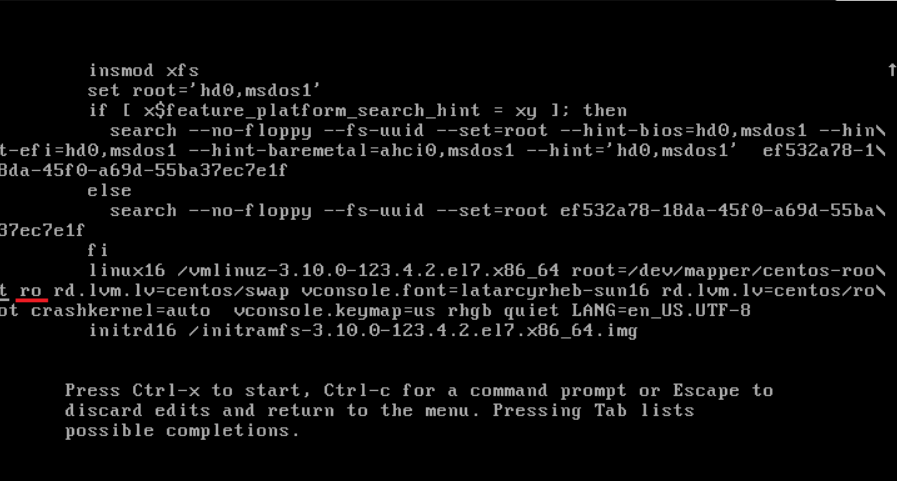 insmod xfs
set root='hd0,msdos1'
if [ x$feature_platform_search_hint = xy ]; then
search --no-floppy --fs-uuid --set=root --hint-bios=hd0,msdos1 --hin\
t-efi=hd0,msdos1 --hint-baremetal=ahci0,msdos1 --hint='hd0,msdos1'  ef532a78-1\
8da-45f0-a69d-55ba37ec7e1f
else
search --no-floppy --fs-uuid --set=root ef532a78-18da-45f0-a69d-55ba\
37ec7e1f
fi
linux16 /vmlinuz-3.10.0-123.4.2.el7.x86_64 root=/dev/mapper/centos-roo\
t ro rd.lvm.lv=centos/swap vconsole.font=latarcyrheb-sun16 rd.lvm.lv=centos/ro\
ot crashkernel=auto  vconsole.keymap=us rhgb quiet LANG=en_US.UTF-8
initrd16 /initramfs-3.10.0-123.4.2.el7.x86_64.img
Press Ctrl-x to start, Ctrl-c for a command prompt or Escape to
discard edits and return to the menu. Pressing Tab lists
possible completions.